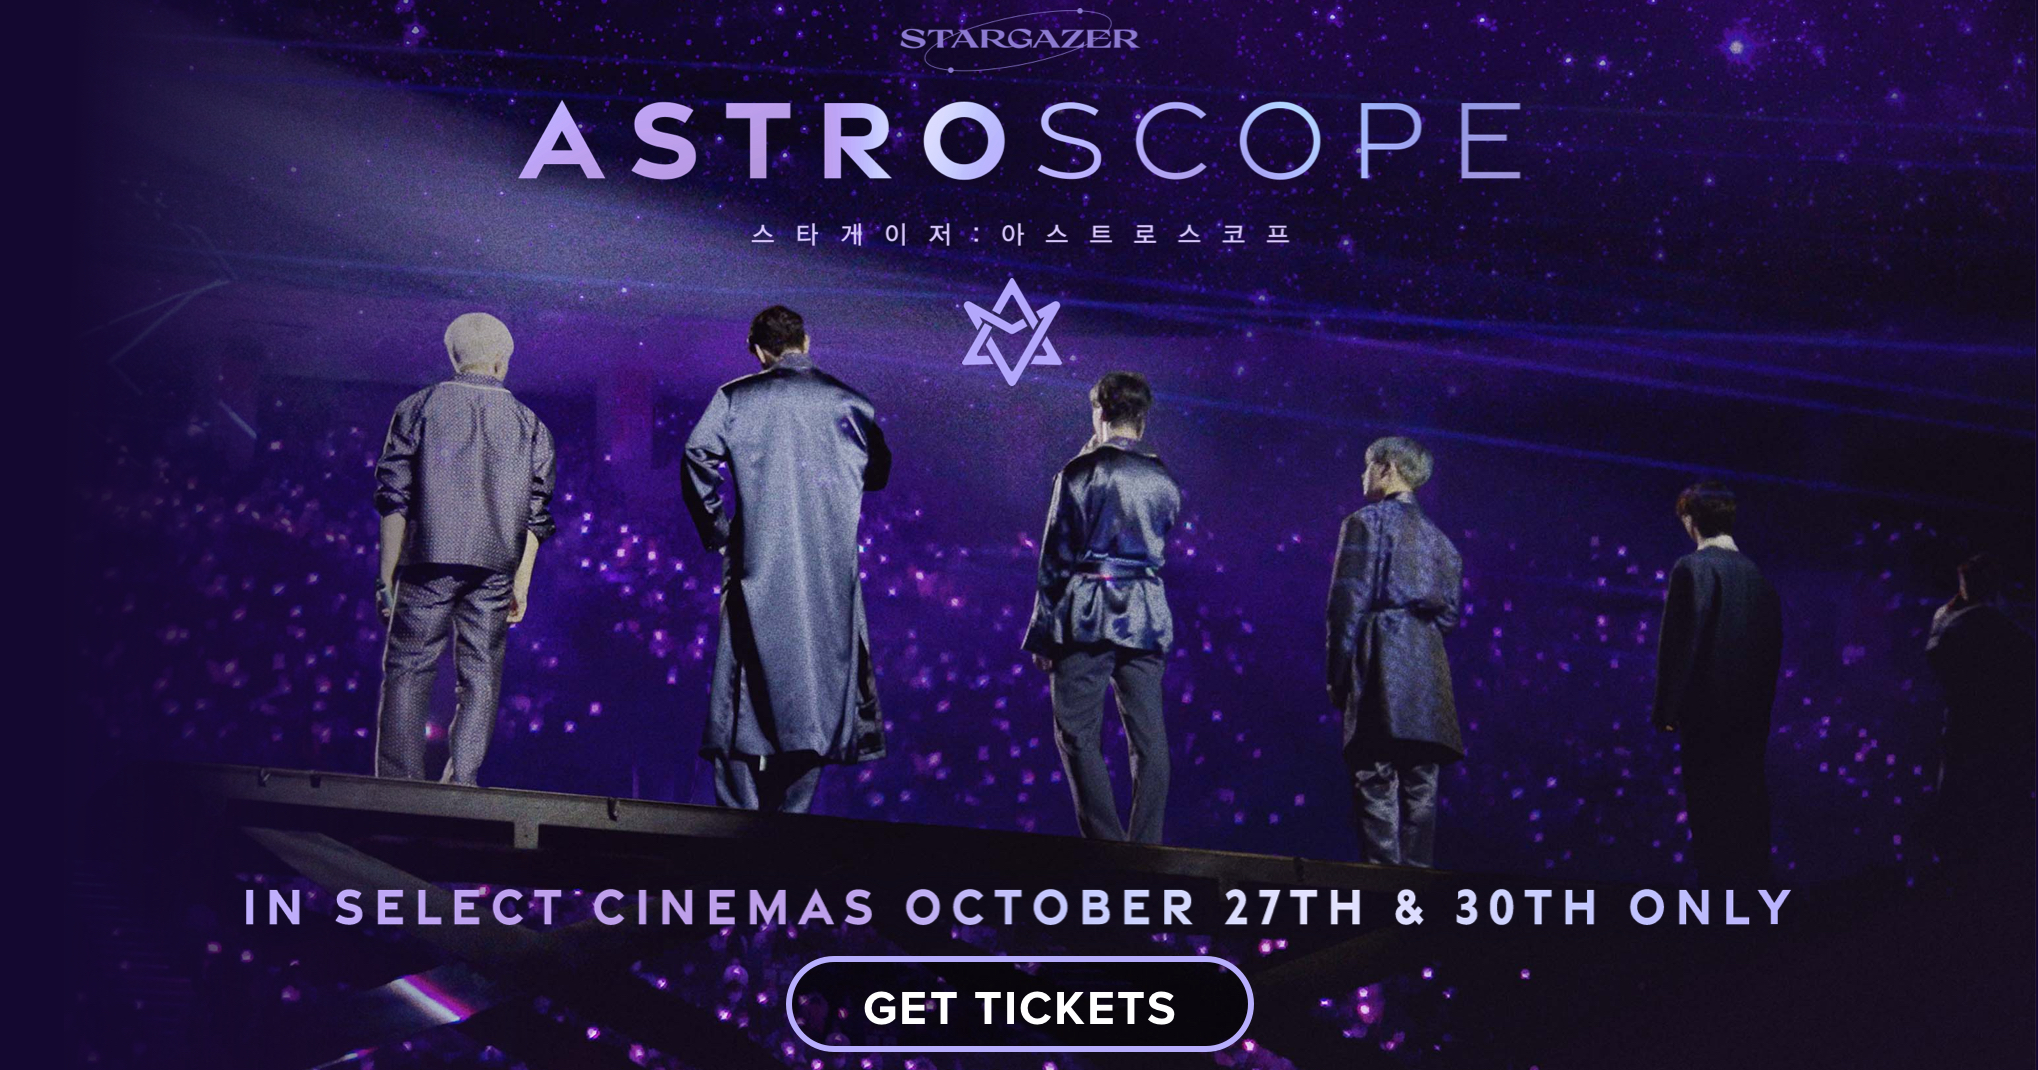 STARGAZER
ASTROSCOPE
스타게이저:아스트로스코프
IN SELECT CINEMAS OCTOBER 27TH & 30TH ONLY
GET TICKETS